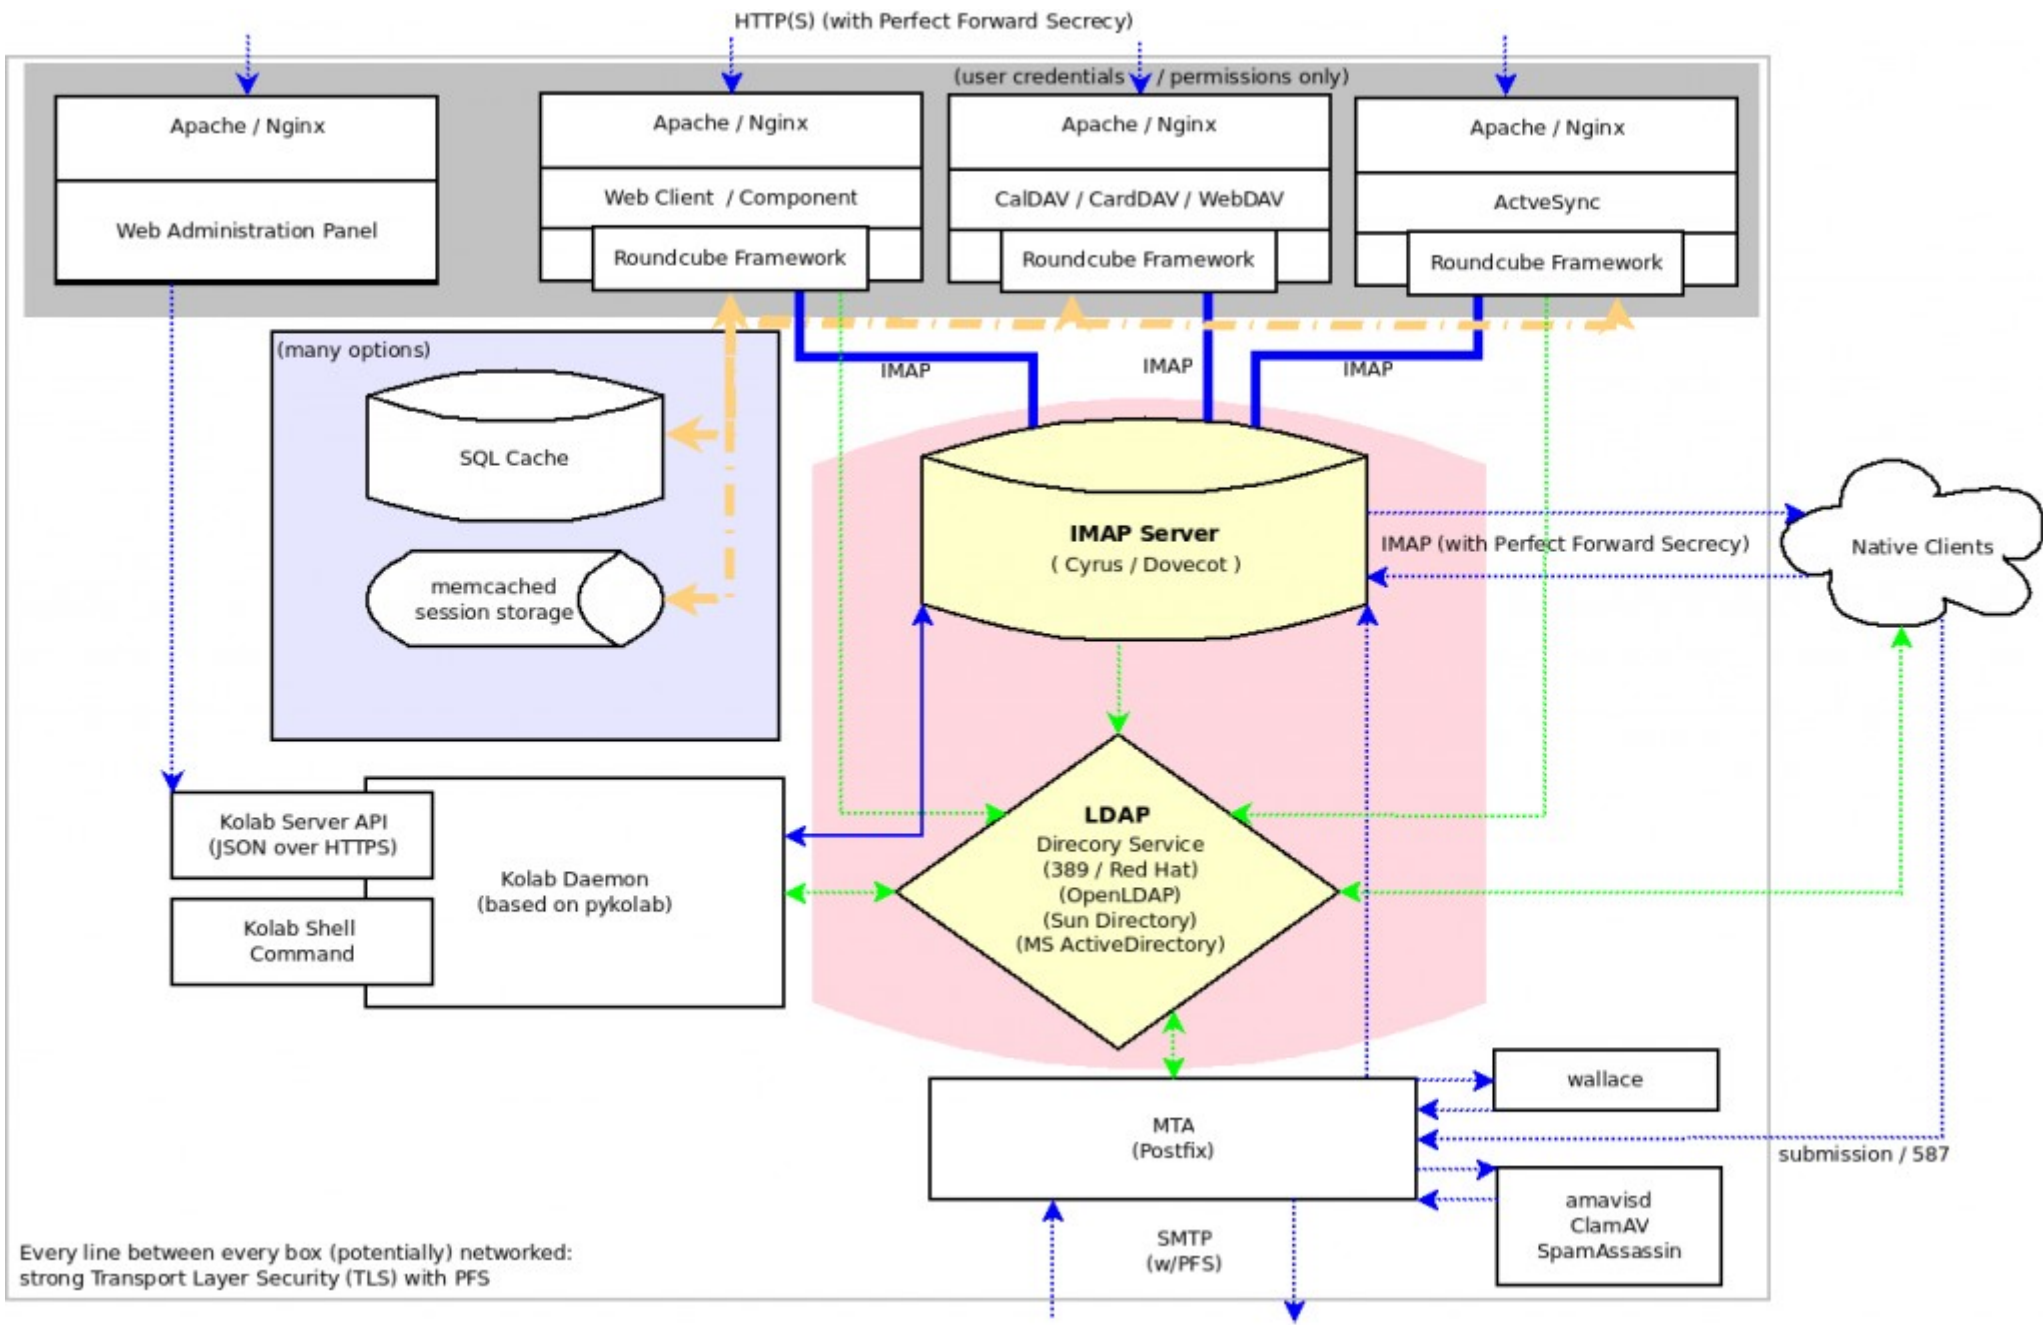 HTTP(S) (with Perfect Forward Secrecy)
(user credentials / permissions only)
Apache / Nginx
Web Administration Panel
Apache / Nginx
Web Client / Component
Roundcube Framework
Apache / Nginx
CalDAV / CardDAV / WebDAV
Roundcube Framework
Apache / Nginx
ActveSync
Roundcube Framework
(many options)
SQL Cache
memcached
session storage
IMAP
IMAP
IMAP
IMAP Server
( Cyrus / Dovecot )
IMAP (with Perfect Forward Secrecy)
Native Clients
Kolab Server API
(JSON over HTTPS)
Kolab Shell
Command
Kolab Daemon
(based on pykolab)
LDAP
Direcory Service
(389 / Red Hat)
(OpenLDAP)
(Sun Directory)
(MS ActiveDirectory)
MTA
(Postfix)
wallace
submission / 587
amavisd
ClamAV
SpamAssassin
SMTP
(w/PFS)
Every line between every box (potentially) networked:
strong Transport Layer Security (TLS) with PFS